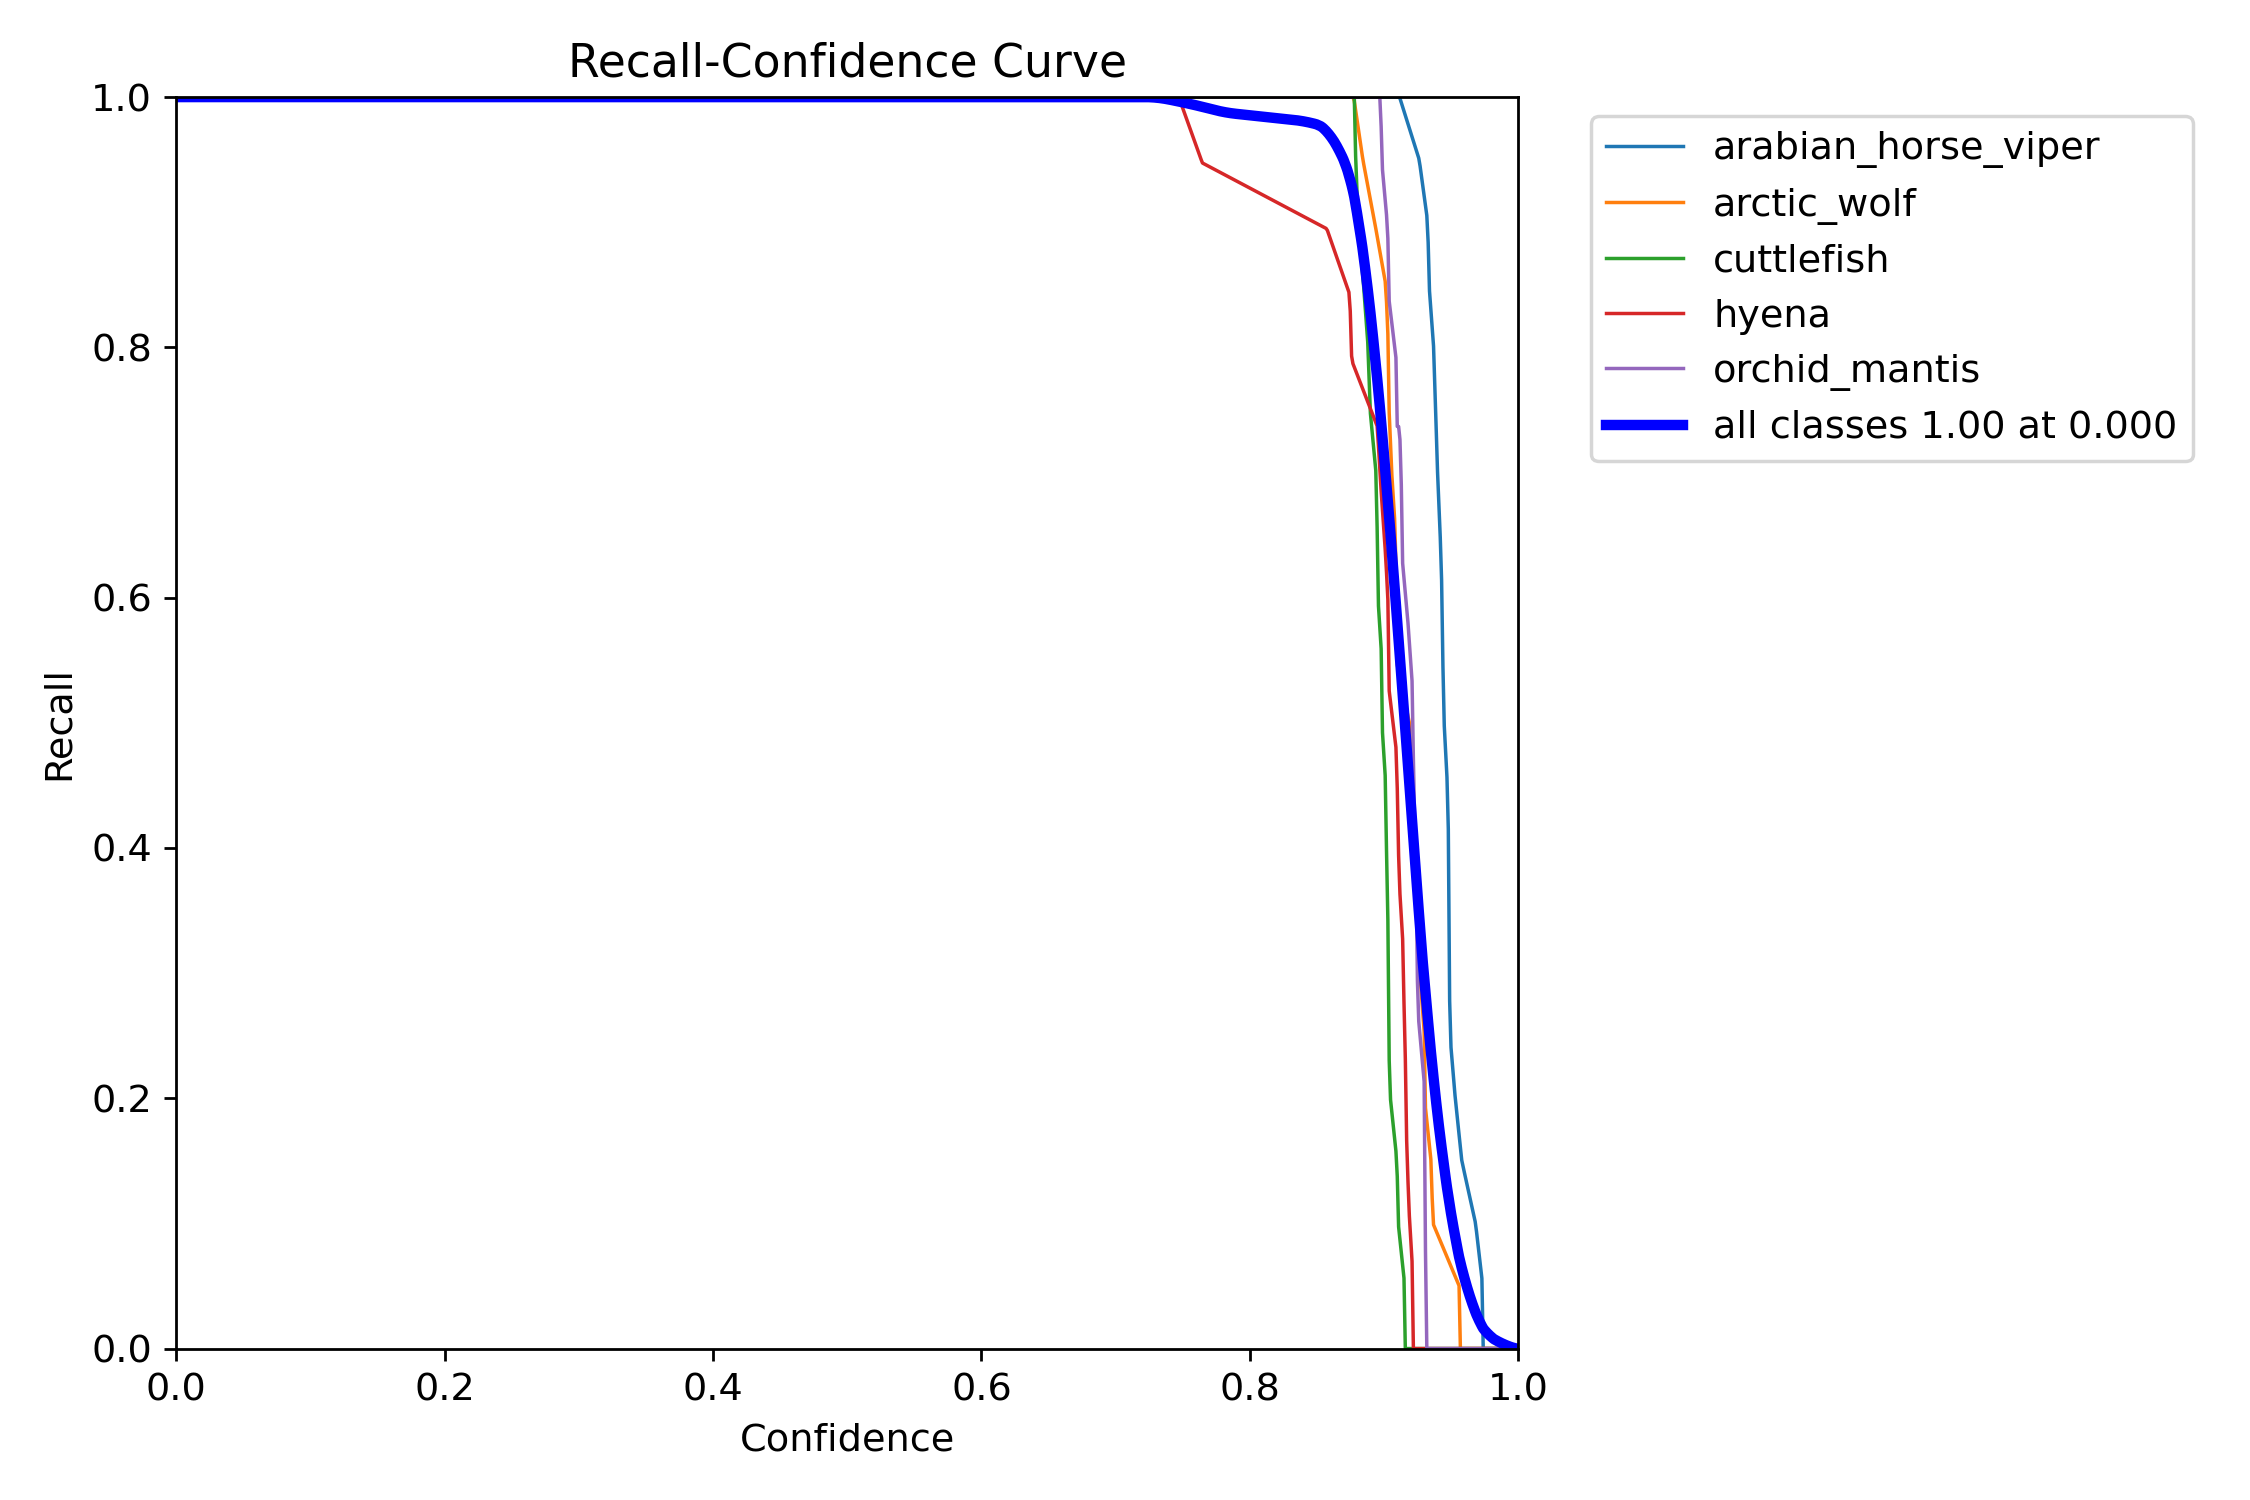 Recall-Confidence Curve
1.0
0.8
0.6
0.4
0.2
0.0
Recall
0.0 0.2 0.4 0.6 0.8 1.0
Confidence
arabian_horse_viper
arctic_wolf
cuttlefish
hyena
orchid_mantis
all classes 1.00 at 0.000